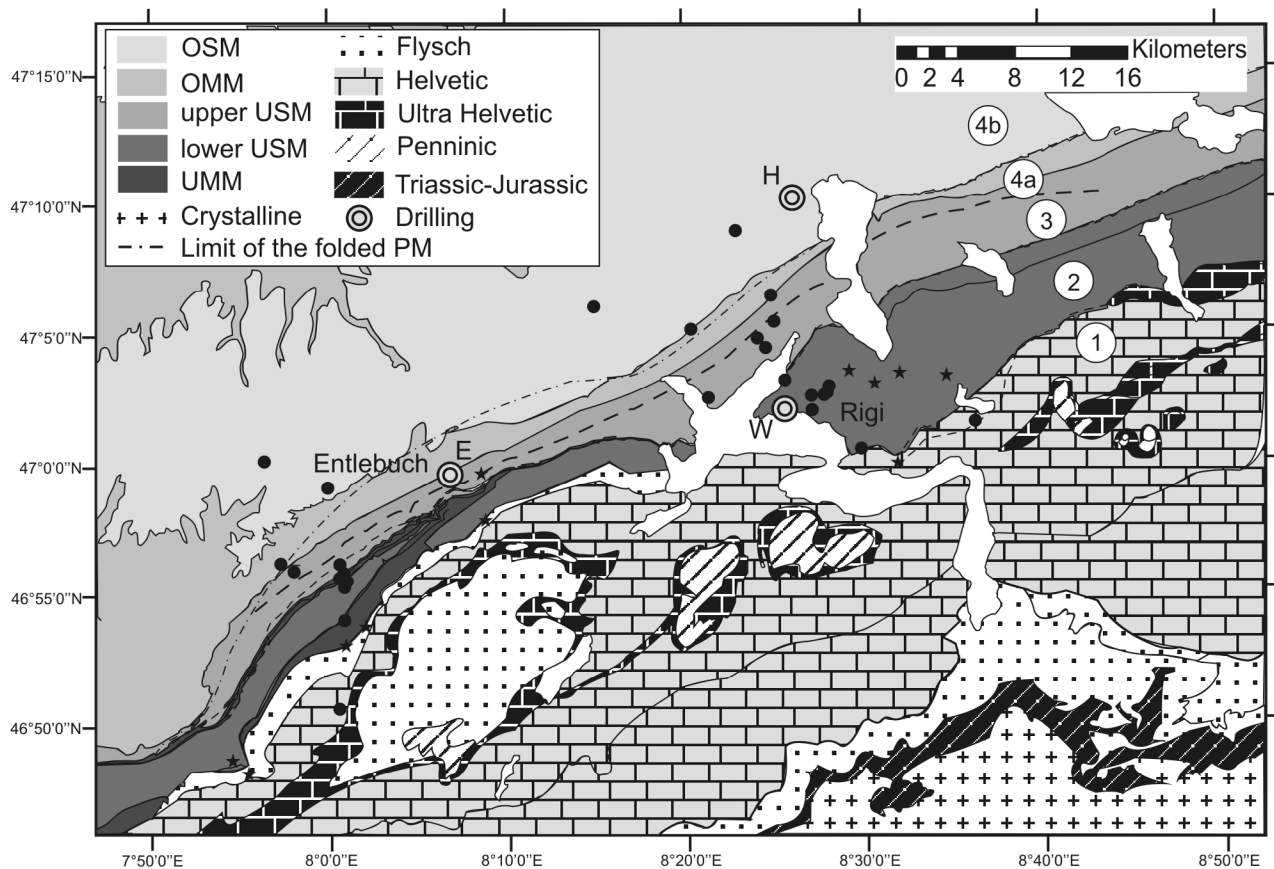 OSM
OMM
upper USM
lower USM
UMM
Crystalline
Limit of the folded PM
Flysch
Helvetic
Ultra Helvetic
Penninic
Triassic-Jurassic
Drilling
Kilometers
0 2 4 8 12 16
47°15'0"N
47°10'0"N
47°5'0"N
47°0'0"N
46°55'0"N
46°50'0"N
4b
H
4a
3
2
1
Rigi
W
Entlebuch
E
7°50'0"E
8°0'0"E
8°10'0"E
8°20'0"E
8°30'0"E
8°40'0"E
8°50'0"E